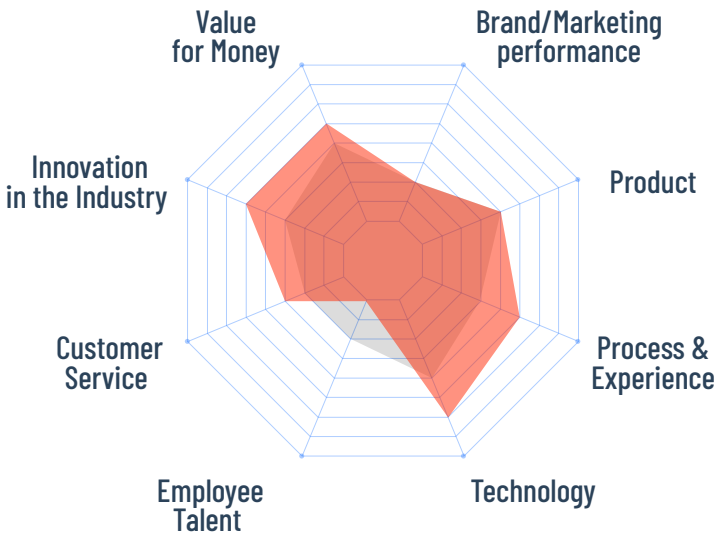 Value
for Money
Brand/Marketing
performance
Innovation
in the Industry
Product
Customer
Service
Process &
Experience
Employee
Talent
Technology